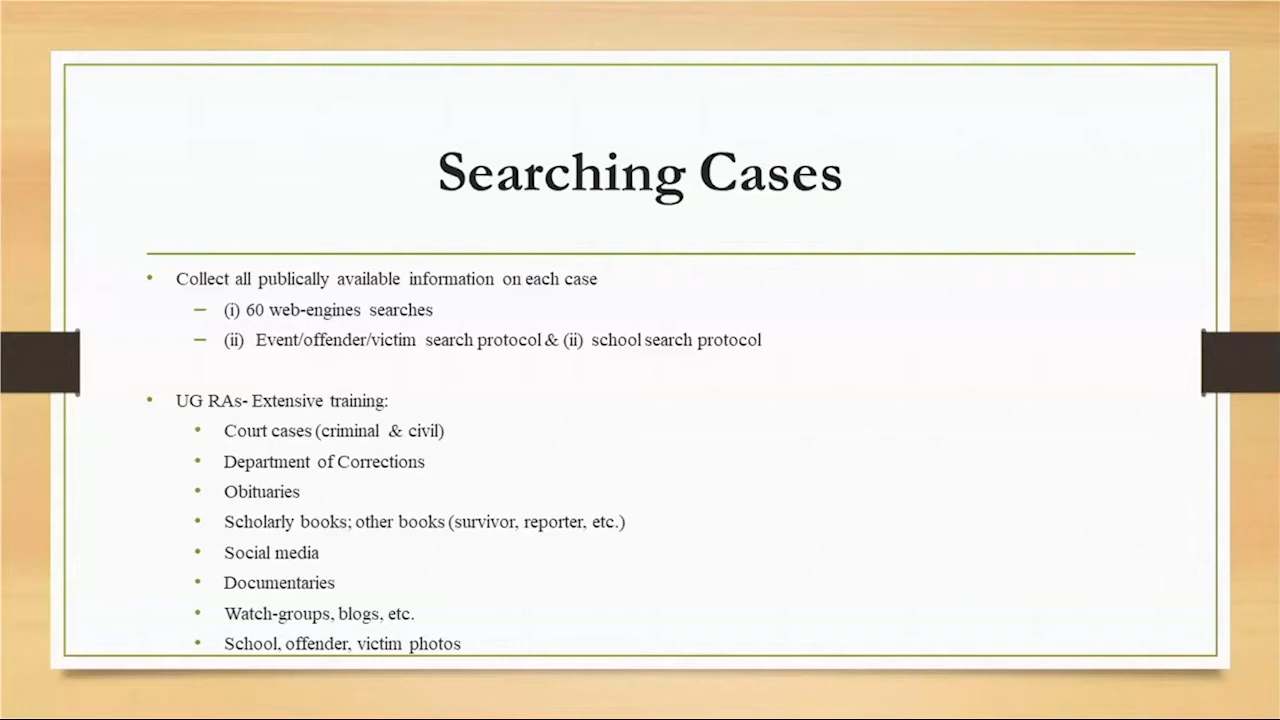 Searching Cases
• Collect all publically available information on each case
– (i) 60 web-engines searches
– (ii) Event/offender/victim search protocol & (ii) school search protocol
• UG RAs- Extensive training:
• Court cases (criminal & civil)
• Department of Corrections
• Obituaries
• Scholarly books; other books (survivor, reporter, etc.)
• Social media
• Documentaries
• Watch-groups, blogs, etc.
• School, offender, victim photos